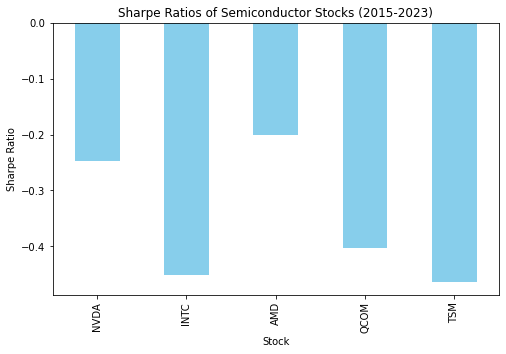 Sharpe Ratios of Semiconductor Stocks (2015-2023)
0.0
−0.1
−0.2
−0.3
−0.4
Sharpe Ratio
NVDA
INTC
AMD
QCOM
TSM
Stock